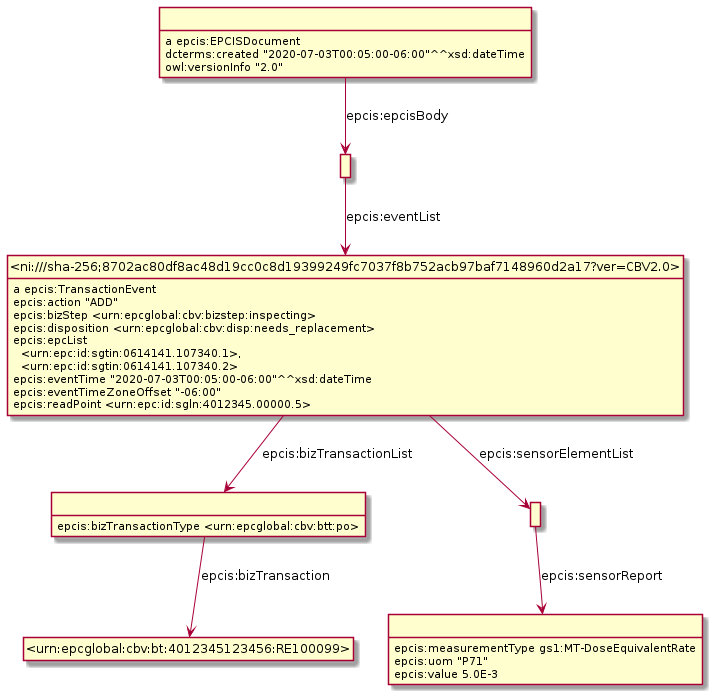 a epcis:EPCISDocument
dcterms:created "2020-07-03T00:05:00-06:00"^^xsd:dateTime
owl:versionInfo "2.0"
epcis:epcisBody
epcis:eventList
<ni:///sha-256;8702ac80df8ac48d19cc0c8d19399249fc7037f8b752acb97baf7148960d2a17?ver=CBV2.0>
a epcis:TransactionEvent
epcis:action "ADD"
epcis:bizStep <urn:epcglobal:cbv:bizstep:inspecting>
epcis:disposition <urn:epcglobal:cbv:disp:needs_replacement>
epcis:epcList
<urn:epc:id:sgtin:0614141.107340.1>,
<urn:epc:id:sgtin:0614141.107340.2>
epcis:eventTime "2020-07-03T00:05:00-06:00"^^xsd:dateTime
epcis:eventTimeZoneOffset "-06:00"
epcis:readPoint <urn:epc:id:sgln:4012345.00000.5>
epcis:bizTransactionList
epcis:sensorElementList
epcis:bizTransactionType <urn:epcglobal:cbv:btt:po>
epcis:bizTransaction
epcis:sensorReport
<urn:epcglobal:cbv:bt:4012345123456:RE100099>
epcis:measurementType gs1:MT-DoseEquivalentRate
epcis:uom "P71"
epcis:value 5.0E-3